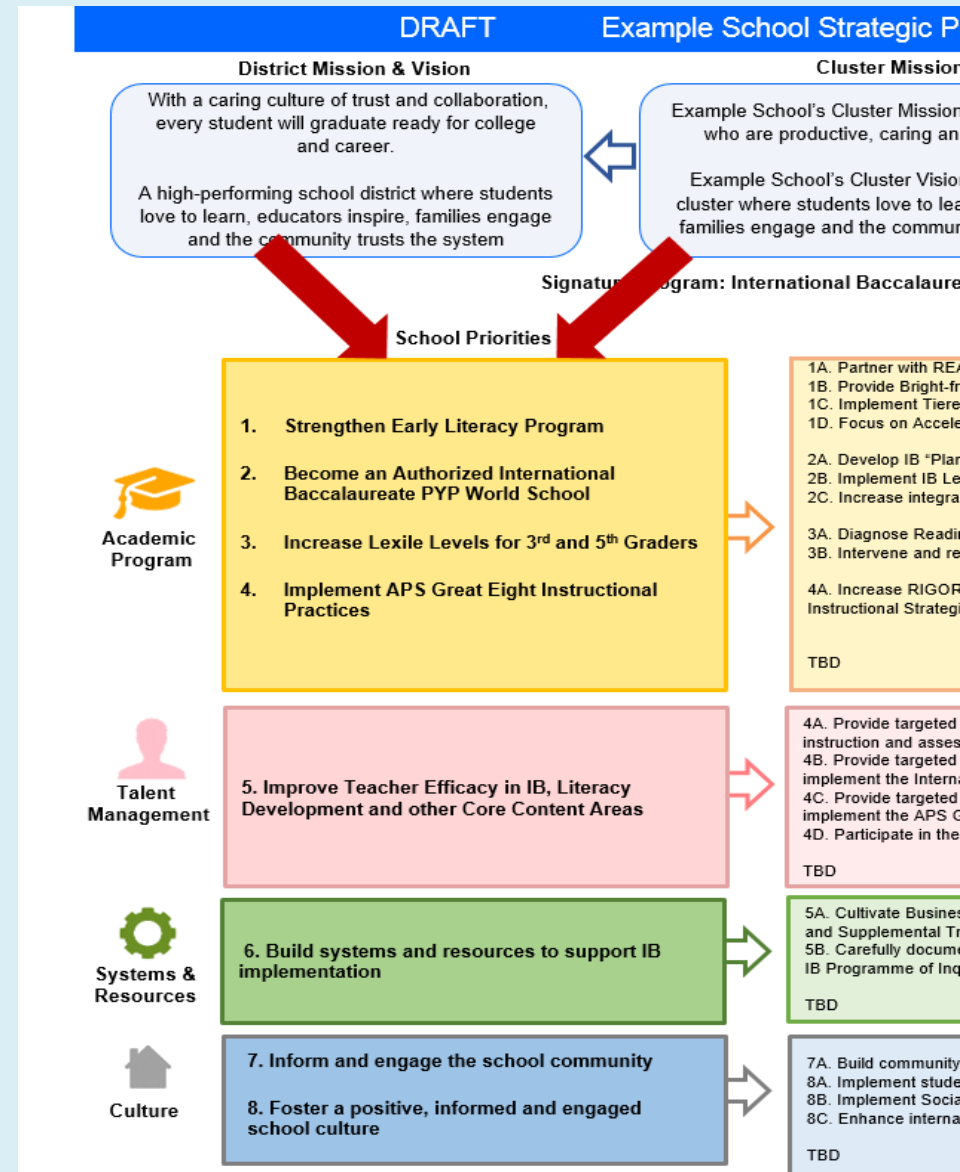 DRAFT Example School Strategic P
District Mission & Vision
With a caring culture of trust and collaboration,
every student will graduate ready for college
and career.
A high-performing school district where students
love to learn, educators inspire, families engage
and the community trusts the system
Cluster Mission
Example School's Cluster Mission
who are productive, caring an
Example School's Cluster Visio
cluster where students love to lea
families engage and the commun
Signature Program: International Baccalaure
School Priorities
Academic
Program
1. Strengthen Early Literacy Program
2. Become an Authorized International
Baccalaureate PYP World School
3. Increase Lexile Levels for 3rd and 5th Graders
4. Implement APS Great Eight Instructional
Practices
1A. Partner with REA
1B. Provide Bright-fr
1C. Implement Tiere
1D. Focus on Accele
2A. Develop IB "Plan
2B. Implement IB Le
2C. Increase integra
3A. Diagnose Readin
3B. Intervene and re
4A. Increase RIGOR
Instructional Strategi
TBD
Talent
Management
5. Improve Teacher Efficacy in IB, Literacy
Development and other Core Content Areas
4A. Provide targeted
instruction and asses
4B. Provide targeted
implement the Interna
4C. Provide targeted
implement the APS G
4D. Participate in the
TBD
Systems &
Resources
6. Build systems and resources to support IB
implementation
5A. Cultivate Busines
and Supplemental Tr
5B. Carefully docume
IB Programme of Inq
TBD
Culture
7. Inform and engage the school community
8. Foster a positive, informed and engaged
school culture
7A. Build community
8A. Implement stude
8B. Implement Socia
8C. Enhance interna
TBD